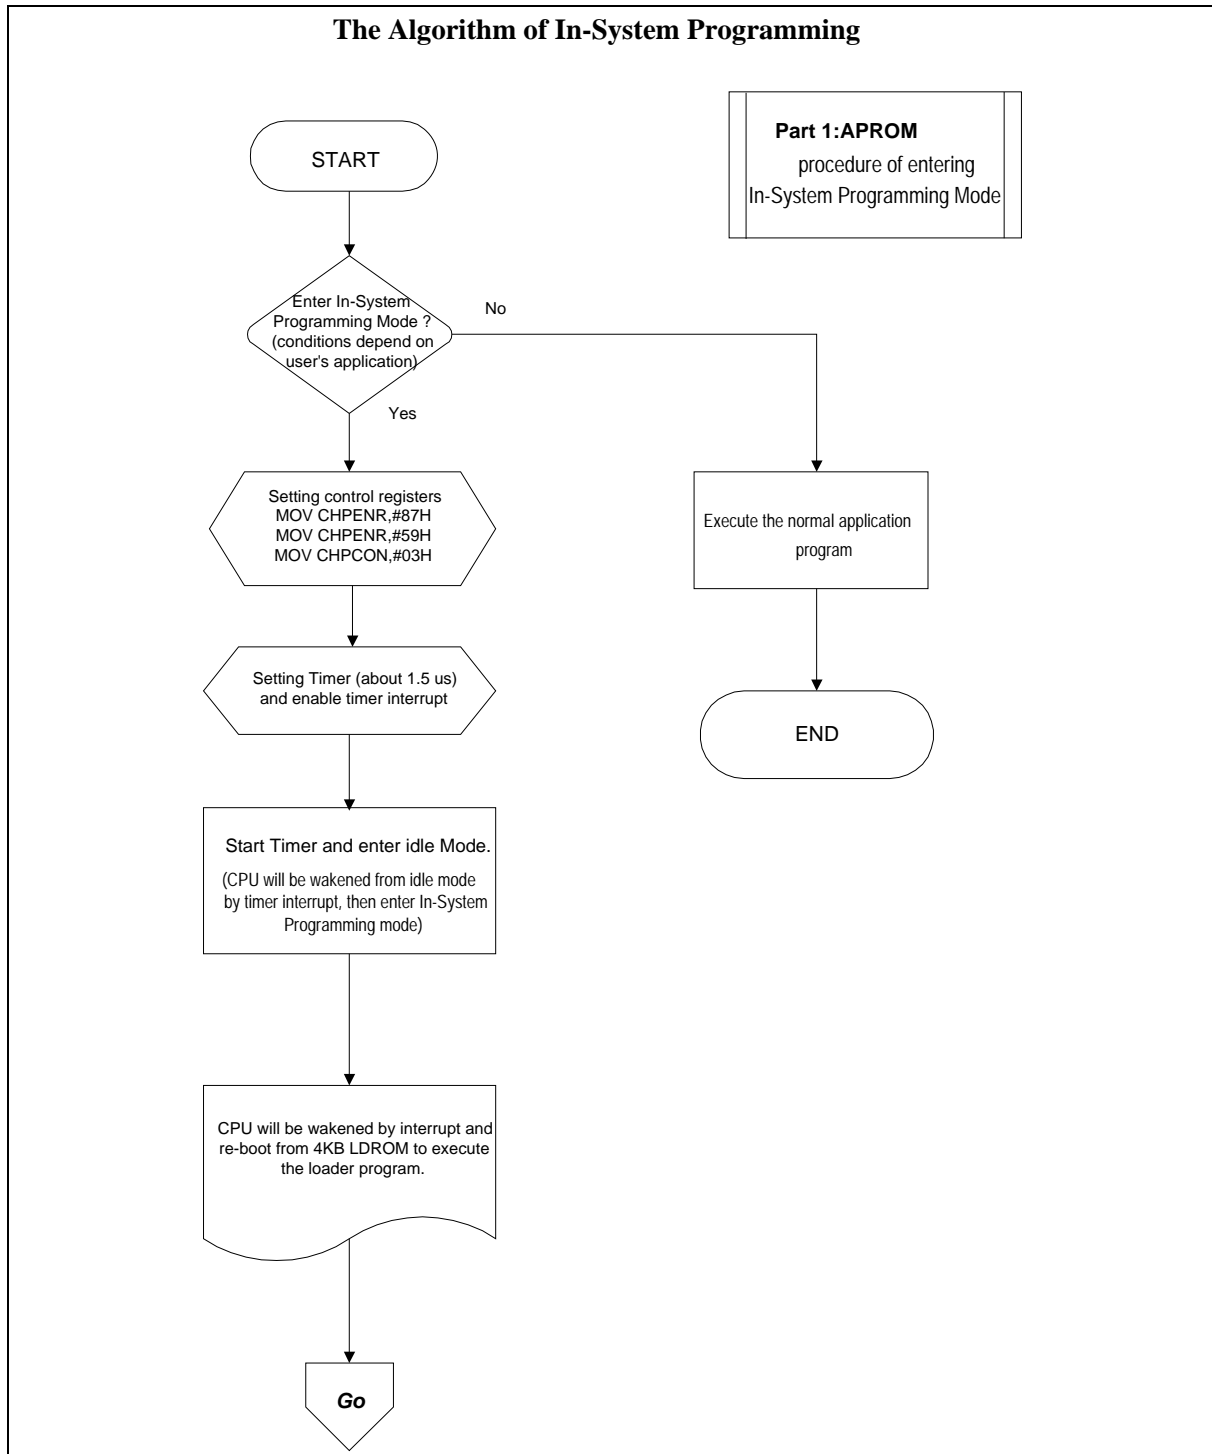 The Algorithm of In-System Programming
START
Part 1:APROM
procedure of entering
In-System Programming Mode
Enter In-System
Programming Mode ?
(conditions depend on
user's application)
No
Yes
Setting control registers
MOV CHPENR,#87H
MOV CHPENR,#59H
MOV CHPCON,#03H
Execute the normal application
program
Setting Timer (about 1.5 us)
and enable timer interrupt
END
Start Timer and enter idle Mode.
(CPU will be wakened from idle mode
by timer interrupt, then enter In-System
Programming mode)
CPU will be wakened by interrupt and
re-boot from 4KB LDROM to execute
the loader program.
Go